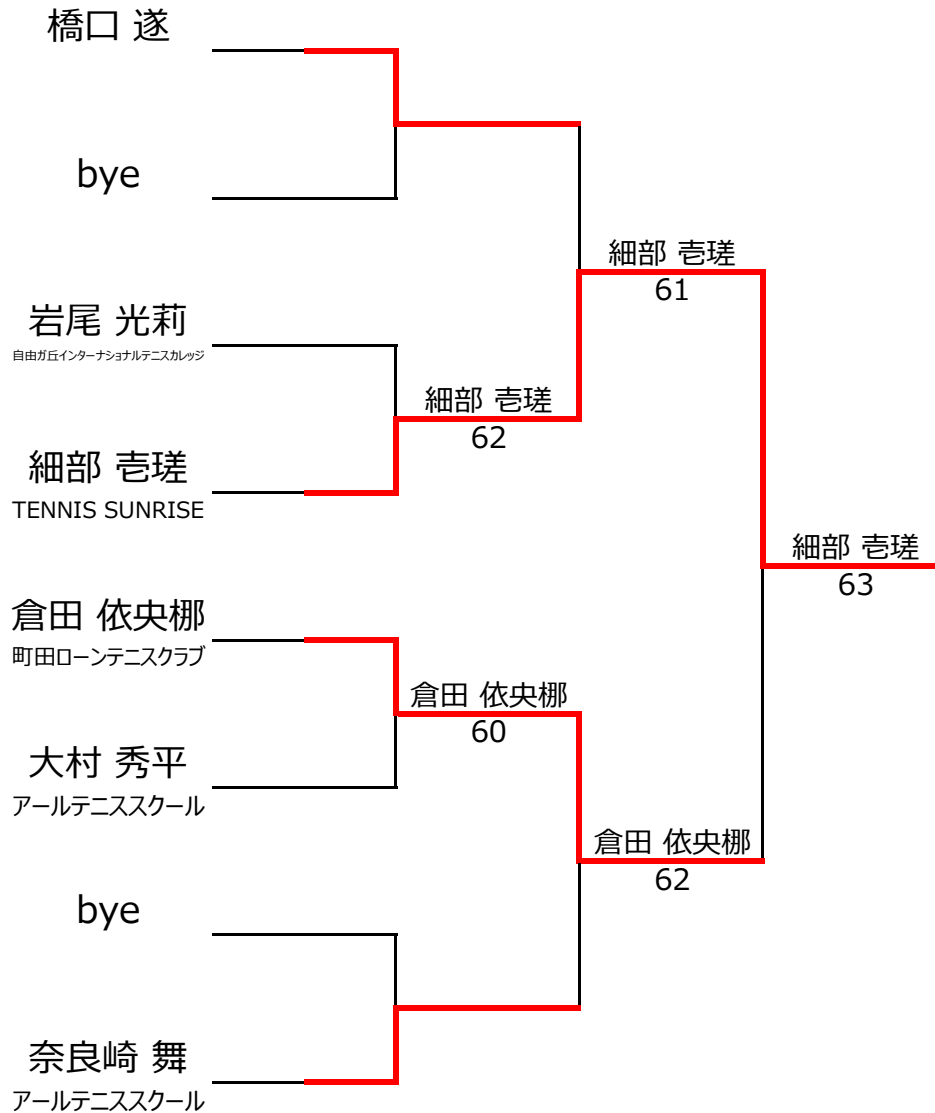 橋口 遂
bye
岩尾 光莉
自由ガ丘インターナショナルテニスカレッジ
細部 壱瑳
TENNIS SUNRISE
倉田 依央梛
町田ローンテニスクラブ
大村 秀平
アールテニススクール
bye
奈良崎 舞
アールテニススクール
細部 壱瑳
62
倉田 依央梛
60
細部 壱瑳
61
倉田 依央梛
62
細部 壱瑳
63